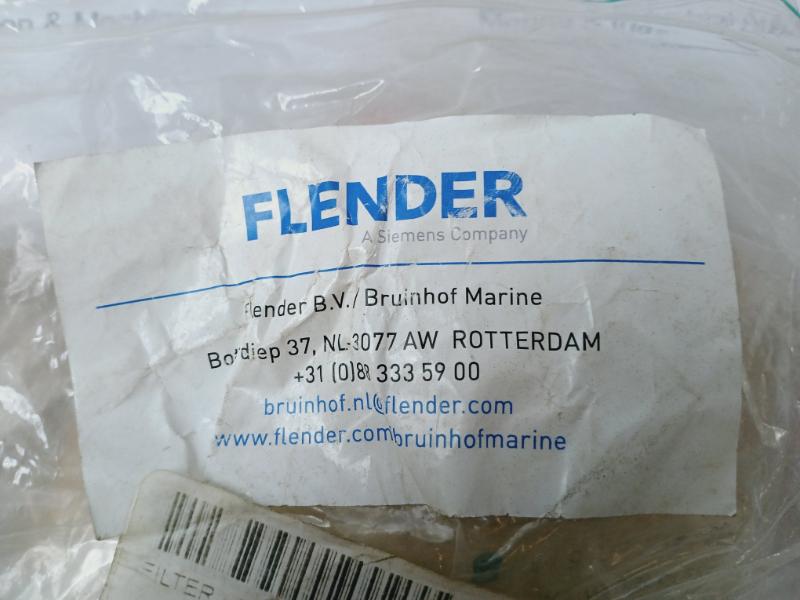 FLENDER
A Siemens Company
Flender B.V./Bruinhof Marine
37, NL-3077 AW ROTTERDAM
+31 (0)88 333 59 00
bruinhof.nl@flender.com
www.flender.com/bruinhofmarine
FILTER